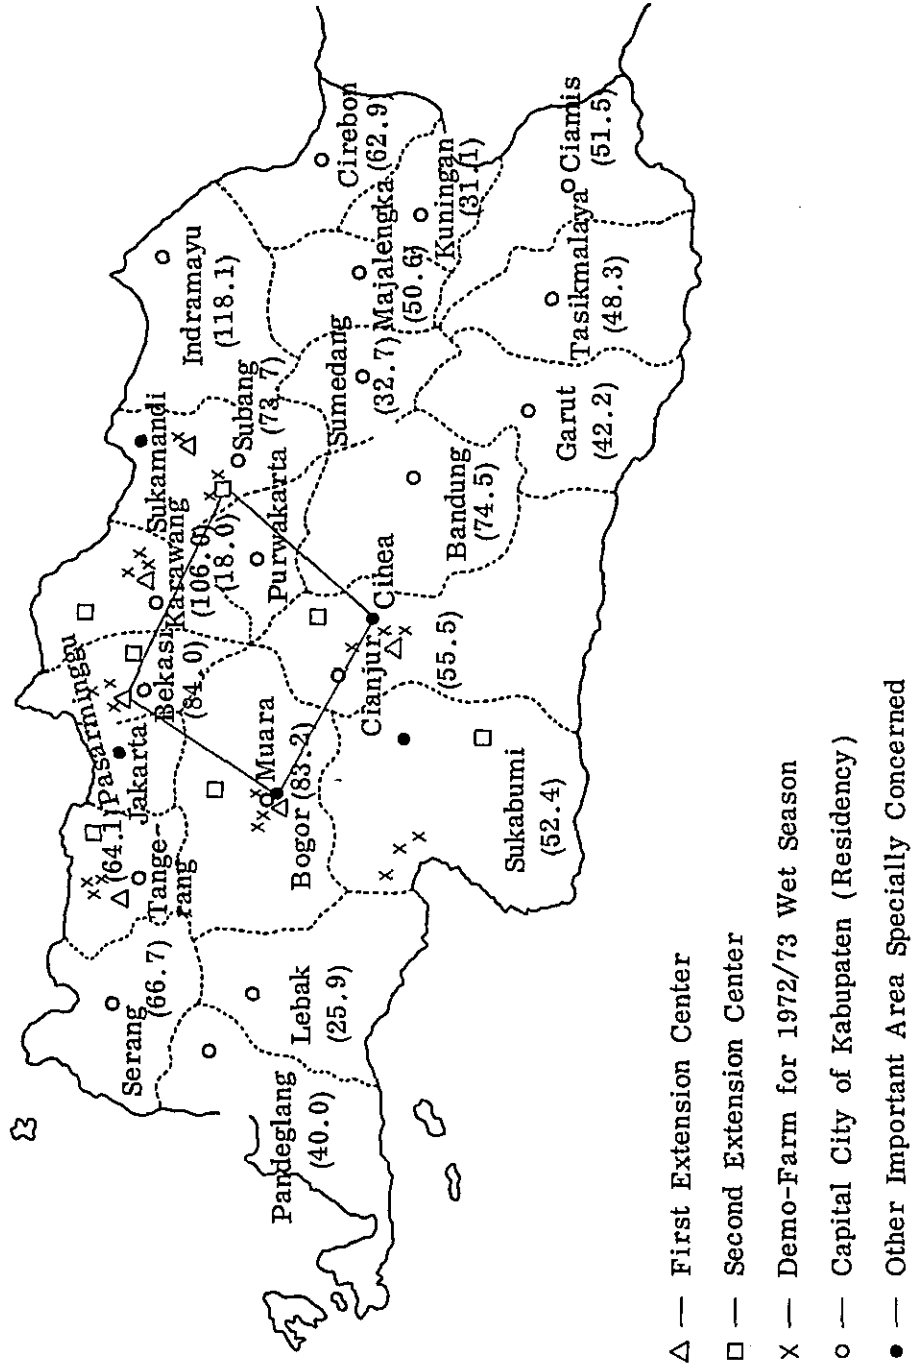 Serang
(66.7)
Pandeglang
(40.0)
Lebak
(25.9)
Tange-
rang
(64.1)
Jakarta
Pasarminggu
Bekasi
(84.0)
Karawang
(106.0)
Sukamandi
Subang
(73.7)
Purwakarta
(18.0)
Indramayu
(118.1)
Cirebon
(62.9)
Majalengka
(50.6)
Kuningan
(31.1)
Sumedang
(32.7)
Muara
Bogor (83.2)
Cianjur
(55.5)
Cihea
Bandung
(74.5)
Sukabumi
(52.4)
Garut
(42.2)
Tasikmalaya
(48.3)
Ciamis
(51.5)
△ — First Extension Center
□ — Second Extension Center
X — Demo-Farm for 1972/73 Wet Season
○ — Capital City of Kabupaten (Residency)
● — Other Important Area Specially Concerned